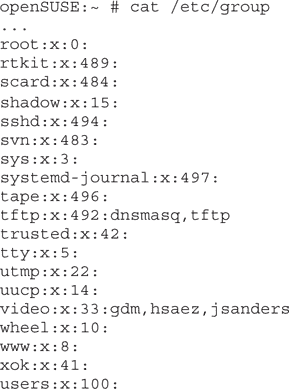 openSUSE:~ # cat /etc/group
...
root:x:0:
rtkit:x:489:
scard:x:484:
shadow:x:15:
sshd:x:494:
svn:x:483:
sys:x:3:
systemd-journal:x:497:
tape:x:496:
tftp:x:492:dnsmasq,tftp
trusted:x:42:
tty:x:5:
utmp:x:22:
uucp:x:14:
video:x:33:gdm,hsaez,jsanders
wheel:x:10:
www:x:8:
xok:x:41:
users:x:100: